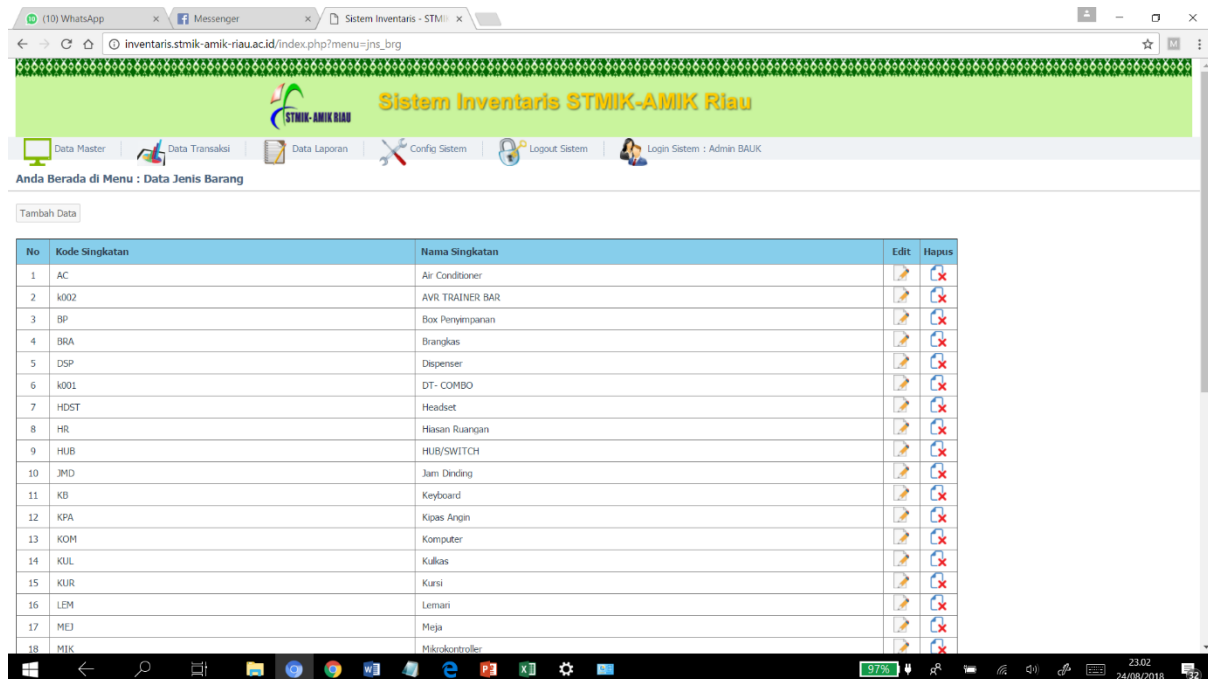 (10) WhatsApp
Messenger
Sistem Inventaris - STMI
inventaris.stmik-amik-riau.ac.id/index.php?menu=jns_brg
STMIK- AMIK RIAU
Sistem Inventaris STMIK-AMIK Riau
Data Master Data Transaksi Data Laporan Config Sistem Logout Sistem Login Sistem : Admin BAUK
Anda Berada di Menu : Data Jenis Barang
Tambah Data
No Kode Singkatan Nama Singkatan Edit Hapus
1 AC Air Conditioner
2 k002 AVR TRAINER BAR
3 BP Box Penyimpanan
4 BRA Brangkas
5 DSP Dispenser
6 k001 DT- COMBO
7 HDST Headset
8 HR Hiasan Ruangan
9 HUB HUB/SWITCH
10 JMD Jam Dinding
11 KB Keyboard
12 KPA Kipas Angin
13 KOM Komputer
14 KUL Kulkas
15 KUR Kursi
16 LEM Lemari
17 MEJ Meja
18 MIK Mikrokontroller
97%
23.02
24/08/2018
32